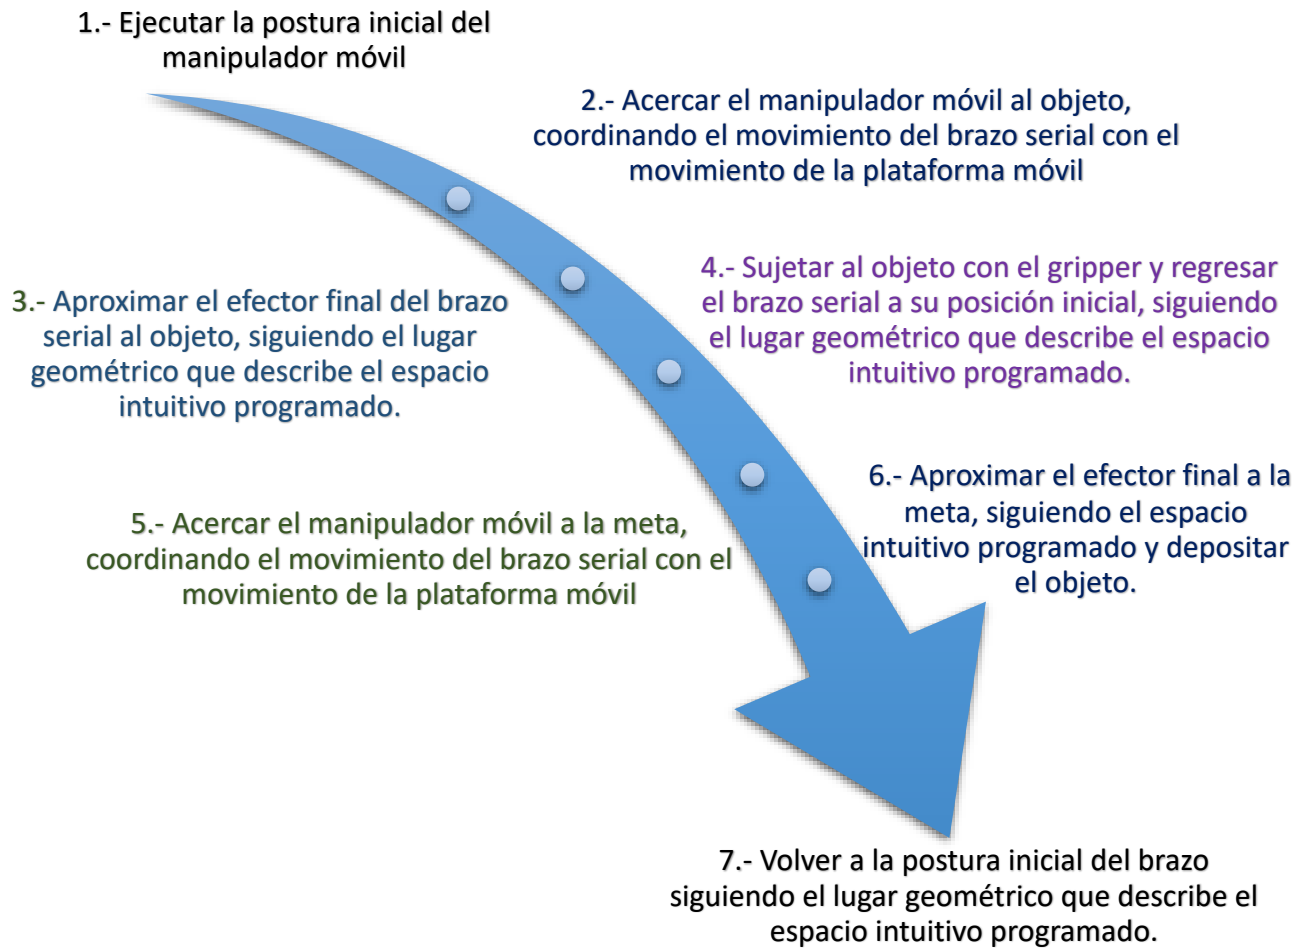 1.- Ejecutar la postura inicial del
manipulador móvil
2.- Acercar el manipulador móvil al objeto,
coordinando el movimiento del brazo serial con el
movimiento de la plataforma móvil
3.- Aproximar el efector final del brazo
serial al objeto, siguiendo el lugar
geométrico que describe el espacio
intuitivo programado.
4.- Sujetar al objeto con el gripper y regresar
el brazo serial a su posición inicial, siguiendo
el lugar geométrico que describe el espacio
intuitivo programado.
5.- Acercar el manipulador móvil a la meta,
coordinando el movimiento del brazo serial con el
movimiento de la plataforma móvil
6.- Aproximar el efector final a la
meta, siguiendo el espacio
intuitivo programado y depositar
el objeto.
7.- Volver a la postura inicial del brazo
siguiendo el lugar geométrico que describe el
espacio intuitivo programado.